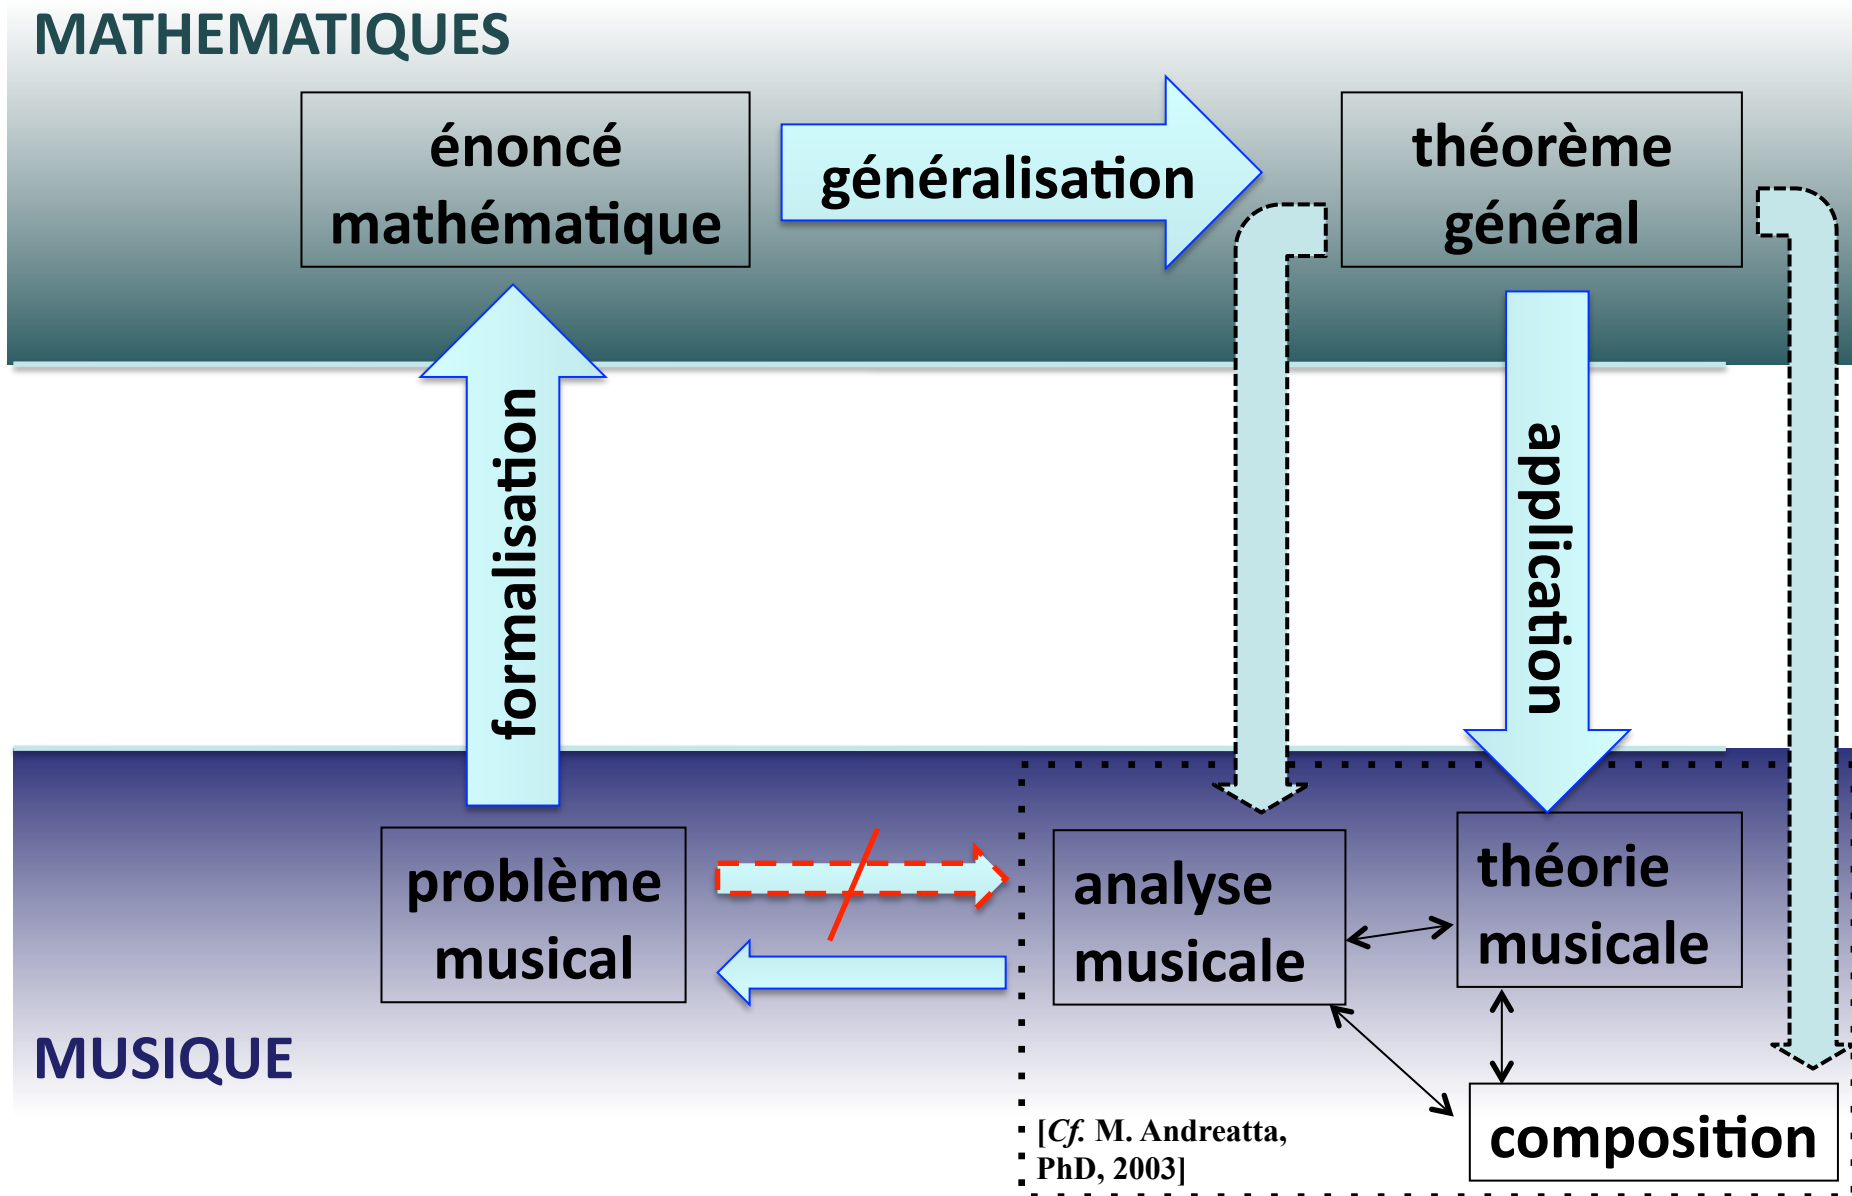 MATHEMATIQUES
énoncé
mathématique
généralisation
théorème
général
formalisation
application
problème
musical
analyse
musicale
théorie
musicale
MUSIQUE
composition
[Cf. M. Andreatta,
PhD, 2003]